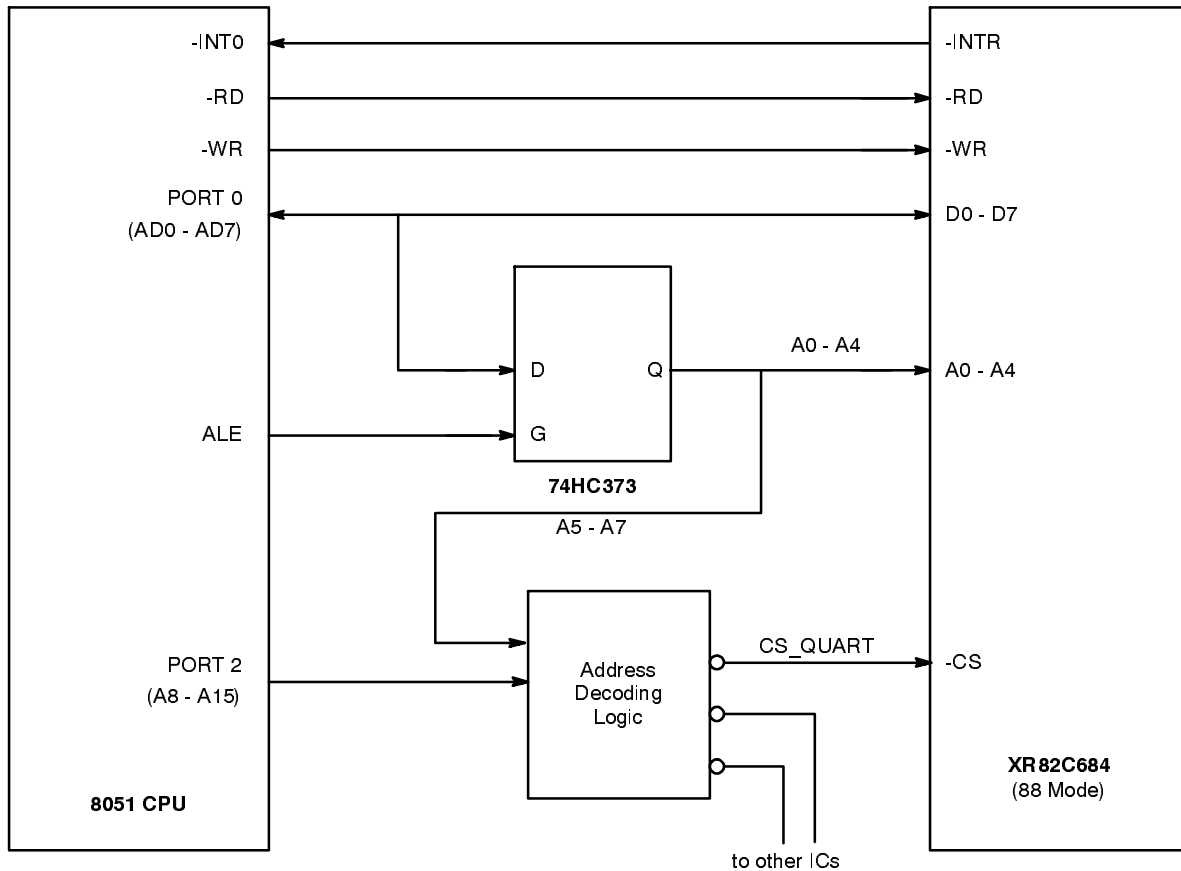 -INT0
-INTR
-RD
-RD
-WR
-WR
PORT 0
(AD0 - AD7)
D0 - D7
A0 - A4
D
Q
A0 - A4
ALE
G
74HC373
A5 - A7
CS_QUART
PORT 2
(A8 - A15)
Address
Decoding
Logic
-CS
XR82C684
(88 Mode)
8051 CPU
to other ICs